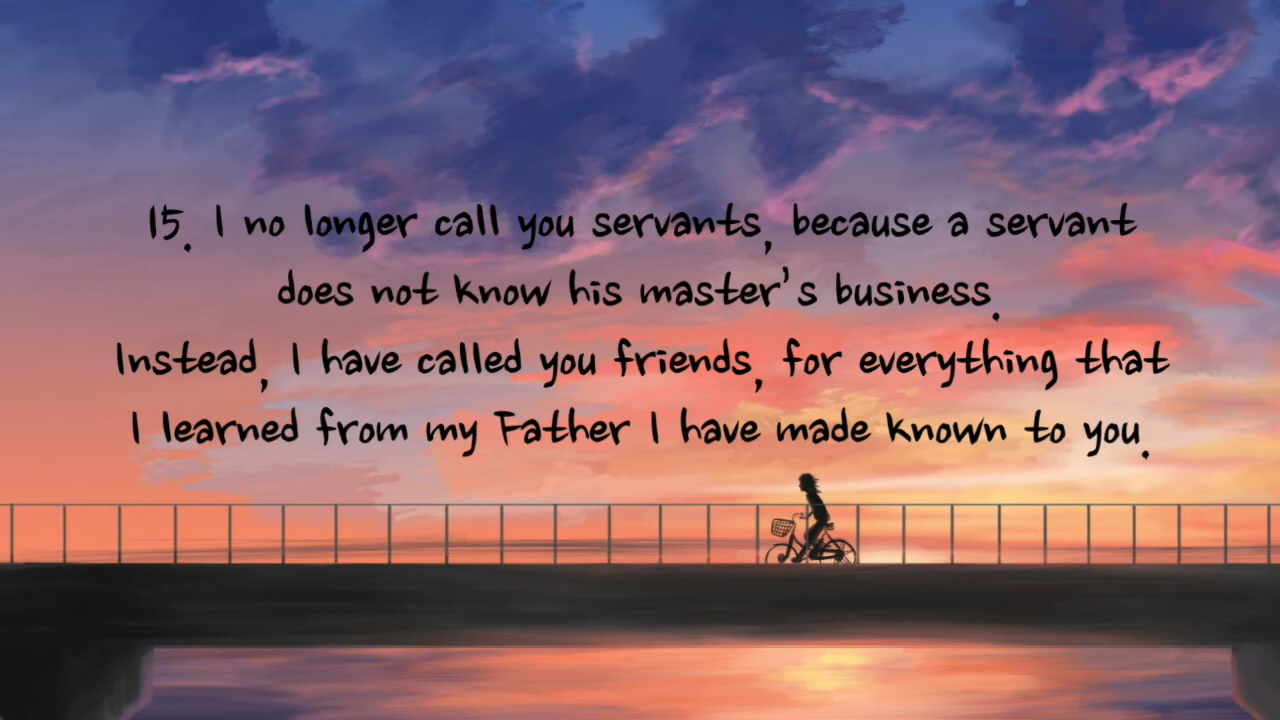 15. I no longer call you servants, because a servant
does not know his master's business.
Instead, I have called you friends, for everything that
I learned from my Father I have made known to you.